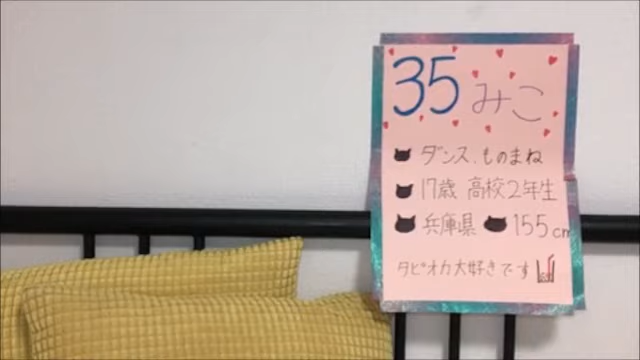 35 みこ
ダンス、ものまね
17歳 高校2年生
兵庫県 155cm
タピオカ大好きです